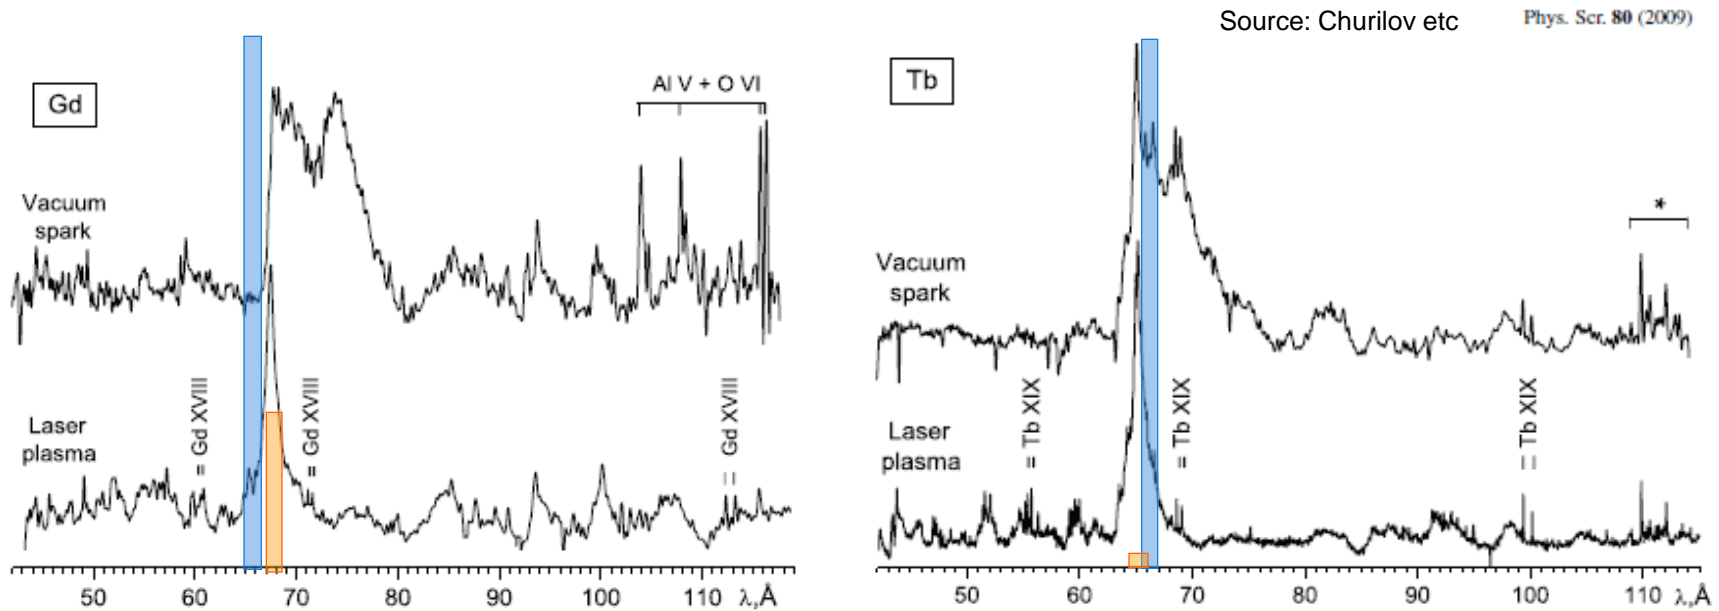 Source: Churilov etc
Phys. Scr. 80 (2009)
Gd
Al V + O VI
Vacuum
spark
Gd XVIII
Gd XVIII
Gd XVIII
Laser
plasma
50 60 70 80 90 100 110 λ,Å
Tb
*
Vacuum
spark
Tb XIX
Tb XIX
Tb XIX
Laser
plasma
50 60 70 80 90 100 110 λ,Å